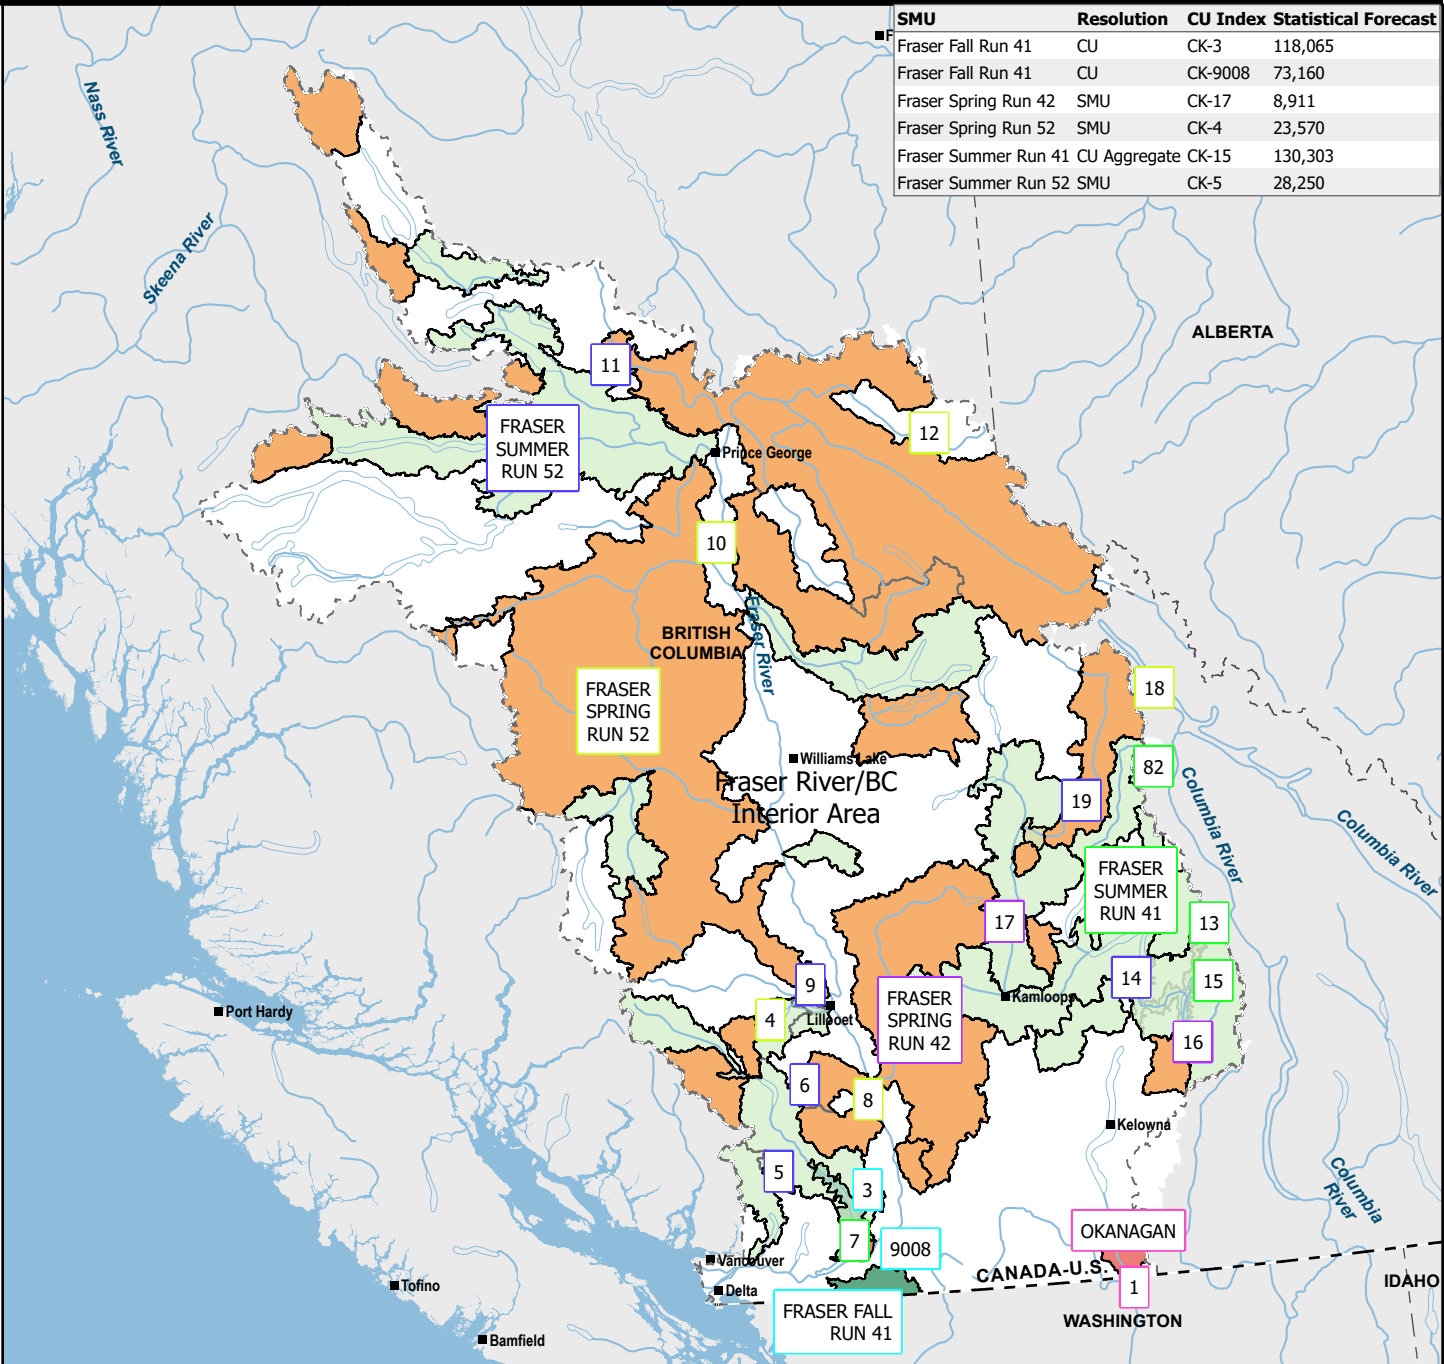 SMU Resolution CU Index Statistical Forecast
Fraser Fall Run 41 CU CK-3 118,065
Fraser Fall Run 41 CU CK-9008 73,160
Fraser Spring Run 42 SMU CK-17 8,911
Fraser Spring Run 52 SMU CK-4 23,570
Fraser Summer Run 41 CU Aggregate CK-15 130,303
Fraser Summer Run 52 SMU CK-5 28,250
F
Nass River
Skeena River
ALBERTA
11
12
FRASER
SUMMER
RUN 52
Prince George
10
Fraser River
BRITISH
COLUMBIA
FRASER
SPRING
RUN 52
18
Williams Lake
82
Fraser River/BC
Interior Area
19
Columbia River
Columbia River
FRASER
SUMMER
RUN 41
17
13
9
14
15
Port Hardy
Kamloops
FRASER
SPRING
RUN 42
4
Lillooet
16
6
8
Kelowna
5
3
Columbia
River
7
9008
OKANAGAN
Vancouver
CANADA-U.S.
1
Delta
IDAHO
Tofino
FRASER FALL
RUN 41
WASHINGTON
Bamfield